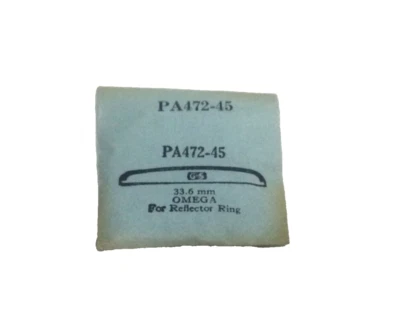 PA472-45
PA472-45
GS
33.6 mm
OMEGA
For Reflector Ring